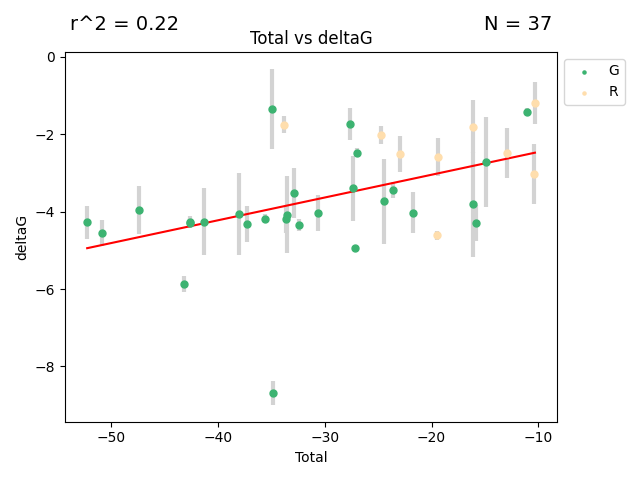 r^2 = 0.22
N = 37
Total vs deltaG
G
R
0
−2
−4
−6
−8
deltaG
−50
−40
−30
−20
−10
Total